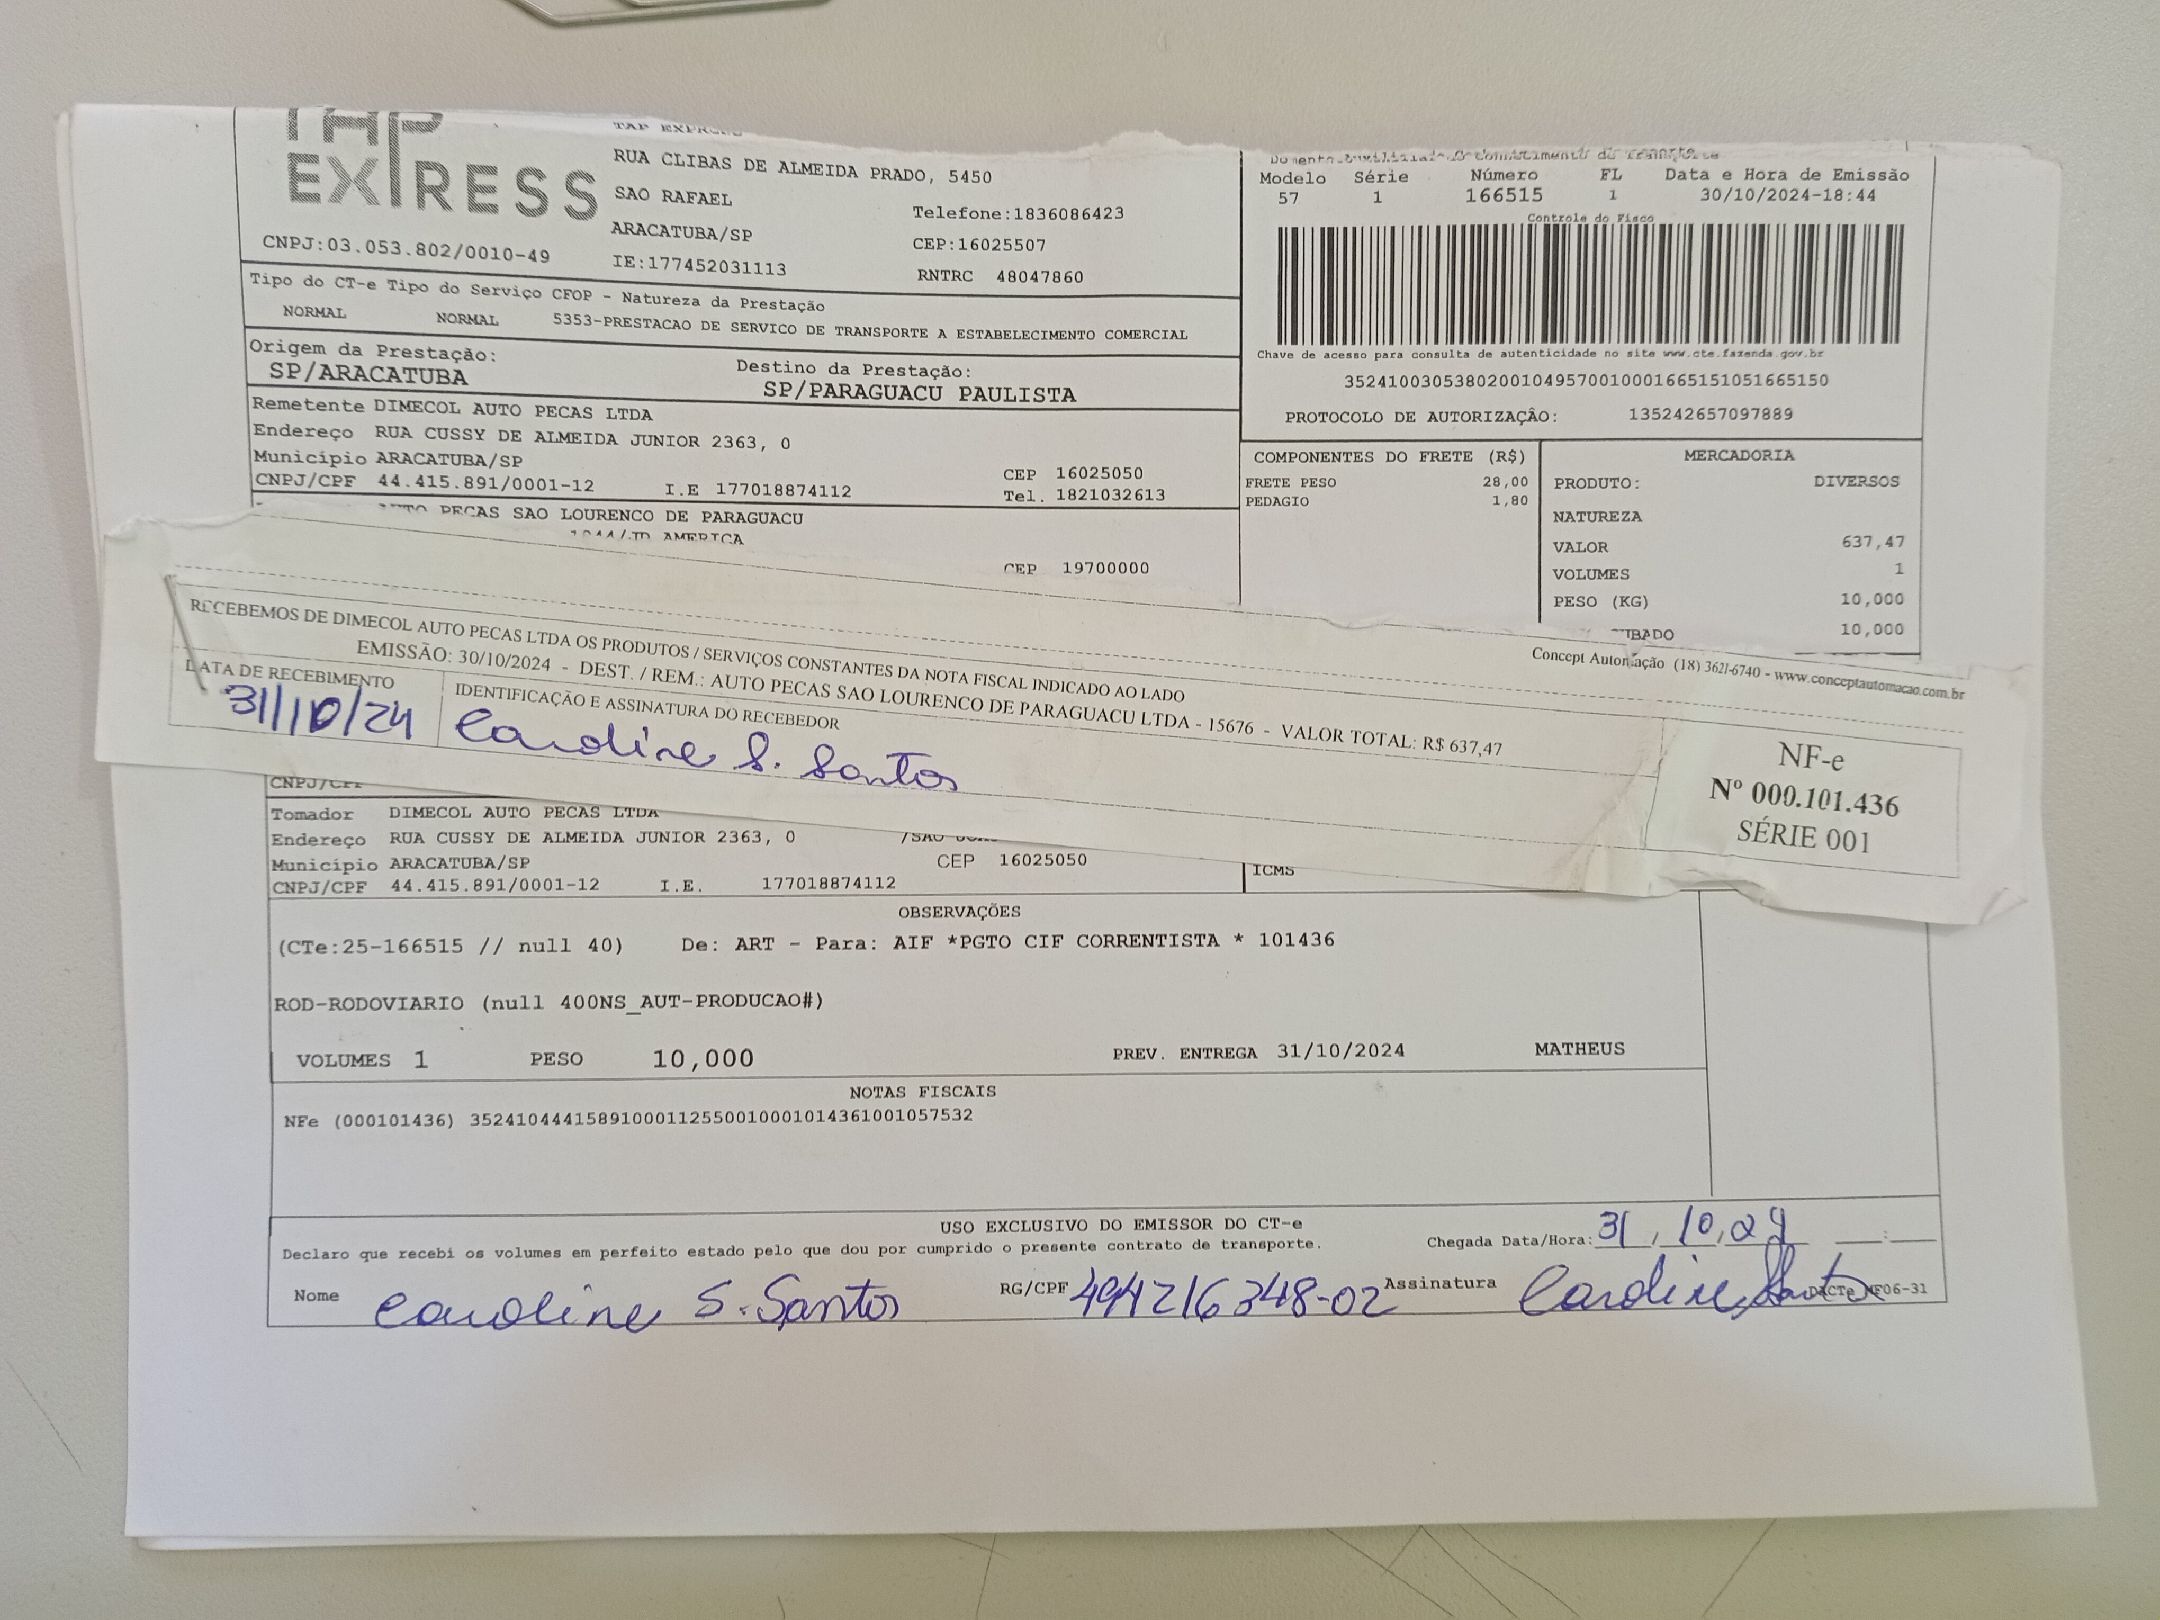 TAP
EXPRESS
CNPJ:03.053.802/0010-49
TAP EXPRESS
RUA CLIBAS DE ALMEIDA PRADO, 5450
SAO RAFAEL
ARACATUBA/SP
IE:177452031113
Telefone:1836086423
CEP:16025507
RNTRC 48047860
Modelo Série Número FL Data e Hora de Emissão
57 1 166515 1 30/10/2024-18:44
Controle do Fisco
Chave de acesso para consulta de autenticidade no site www.cte.fazenda.gov.br
35241003053802001049570010001665151051665150
PROTOCOLO DE AUTORIZAÇÂO: 135242657097889
Tipo do CT-e Tipo do Serviço CFOP - Natureza da Prestação
NORMAL NORMAL 5353-PRESTACAO DE SERVICO DE TRANSPORTE A ESTABELECIMENTO COMERCIAL
Origem da Prestação:
SP/ARACATUBA
Destino da Prestação:
SP/PARAGUACU PAULISTA
Remetente DIMECOL AUTO PECAS LTDA
Endereço RUA CUSSY DE ALMEIDA JUNIOR 2363, 0
Município ARACATUBA/SP CEP 16025050
CNPJ/CPF 44.415.891/0001-12 I.E 177018874112 Tel. 1821032613
PECAS SAO LOURENCO DE PARAGUACU
AMERICA
CEP 19700000
COMPONENTES DO FRETE (R$)
FRETE PESO 28,00
PEDAGIO 1,80
MERCADORIA
PRODUTO: DIVERSOS
NATUREZA
VALOR 637,47
VOLUMES 1
PESO (KG) 10,000
10,000
Concept Automação (18) 3621-6740 - www.conceptautomacao.com.br
RECEBEMOS DE DIMECOL AUTO PECAS LTDA OS PRODUTOS / SERVIÇOS CONSTANTES DA NOTA FISCAL INDICADO AO LADO
EMISSÃO: 30/10/2024 - DEST. / REM.: AUTO PECAS SAO LOURENCO DE PARAGUACU LTDA - 15676 - VALOR TOTAL: R$ 637,47
DATA DE RECEBIMENTO
31/10/24
IDENTIFICAÇÃO E ASSINATURA DO RECEBEDOR
Caroline S. Santos
NF-e
Nº 000.101.436
SÉRIE 001
CNPJ/CPF
Tomador DIMECOL AUTO PECAS LTDA
Endereço RUA CUSSY DE ALMEIDA JUNIOR 2363, 0
Município ARACATUBA/SP CEP 16025050
CNPJ/CPF 44.415.891/0001-12 I.E. 177018874112
ICMS
OBSERVAÇÕES
(CTe:25-166515 // null 40) De: ART - Para: AIF *PGTO CIF CORRENTISTA * 101436
ROD-RODOVIARIO (null 400NS_AUT-PRODUCAO#)
VOLUMES 1 PESO 10,000 PREV. ENTREGA 31/10/2024 MATHEUS
NOTAS FISCAIS
NFe (000101436) 35241044415891000112550010001014361001057532
USO EXCLUSIVO DO EMISSOR DO CT-e
Declaro que recebi os volumes em perfeito estado pelo que dou por cumprido o presente contrato de transporte.
Chegada Data/Hora: 31, 10, 24
Nome Caroline S. Santos RG/CPF Assinatura Caroline